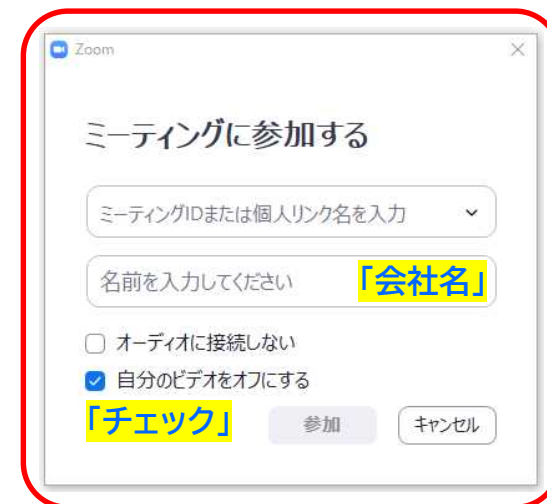 Zoom
ミーティングに参加する
ミーティングIDまたは個人リンク名を入力
名前を入力してください 「会社名」
オーディオに接続しない
自分のビデオをオフにする
「チェック」 参加 キャンセル